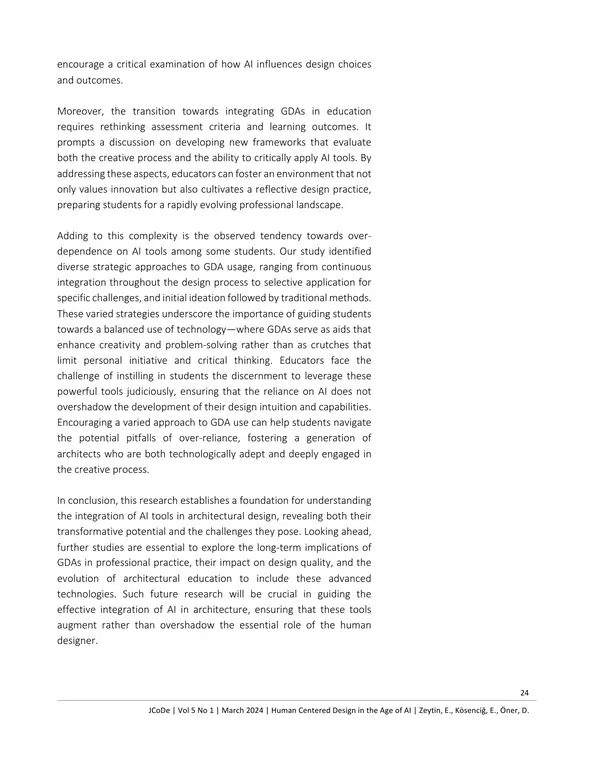 encourage a critical examination of how AI influences design choices
and outcomes.
Moreover, the transition towards integrating GDAs in education
requires rethinking assessment criteria and learning outcomes. It
prompts a discussion on developing new frameworks that evaluate
both the creative process and the ability to critically apply AI tools. By
addressing these aspects, educators can foster an environment that not
only values innovation but also cultivates a reflective design practice,
preparing students for a rapidly evolving professional landscape.
Adding to this complexity is the observed tendency towards over-
dependence on AI tools among some students. Our study identified
diverse strategic approaches to GDA usage, ranging from continuous
integration throughout the design process to selective application for
specific challenges, and initial ideation followed by traditional methods.
These varied strategies underscore the importance of guiding students
towards a balanced use of technology—where GDAs serve as aids that
enhance creativity and problem-solving rather than as crutches that
limit personal initiative and critical thinking. Educators face the
challenge of instilling in students the discernment to leverage these
powerful tools judiciously, ensuring that the reliance on AI does not
overshadow the development of their design intuition and capabilities.
Encouraging a varied approach to GDA use can help students navigate
the potential pitfalls of over-reliance, fostering a generation of
architects who are both technologically adept and deeply engaged in
the creative process.
In conclusion, this research establishes a foundation for understanding
the integration of AI tools in architectural design, revealing both their
transformative potential and the challenges they pose. Looking ahead,
further studies are essential to explore the long-term implications of
GDAs in professional practice, their impact on design quality, and the
evolution of architectural education to include these advanced
technologies. Such future research will be crucial in guiding the
effective integration of AI in architecture, ensuring that these tools
augment rather than overshadow the essential role of the human
designer.
24
JCoDe | Vol 5 No 1 | March 2024 | Human Centered Design in the Age of AI | Zeytin, E., Kösenciğ, E., Öner, D.